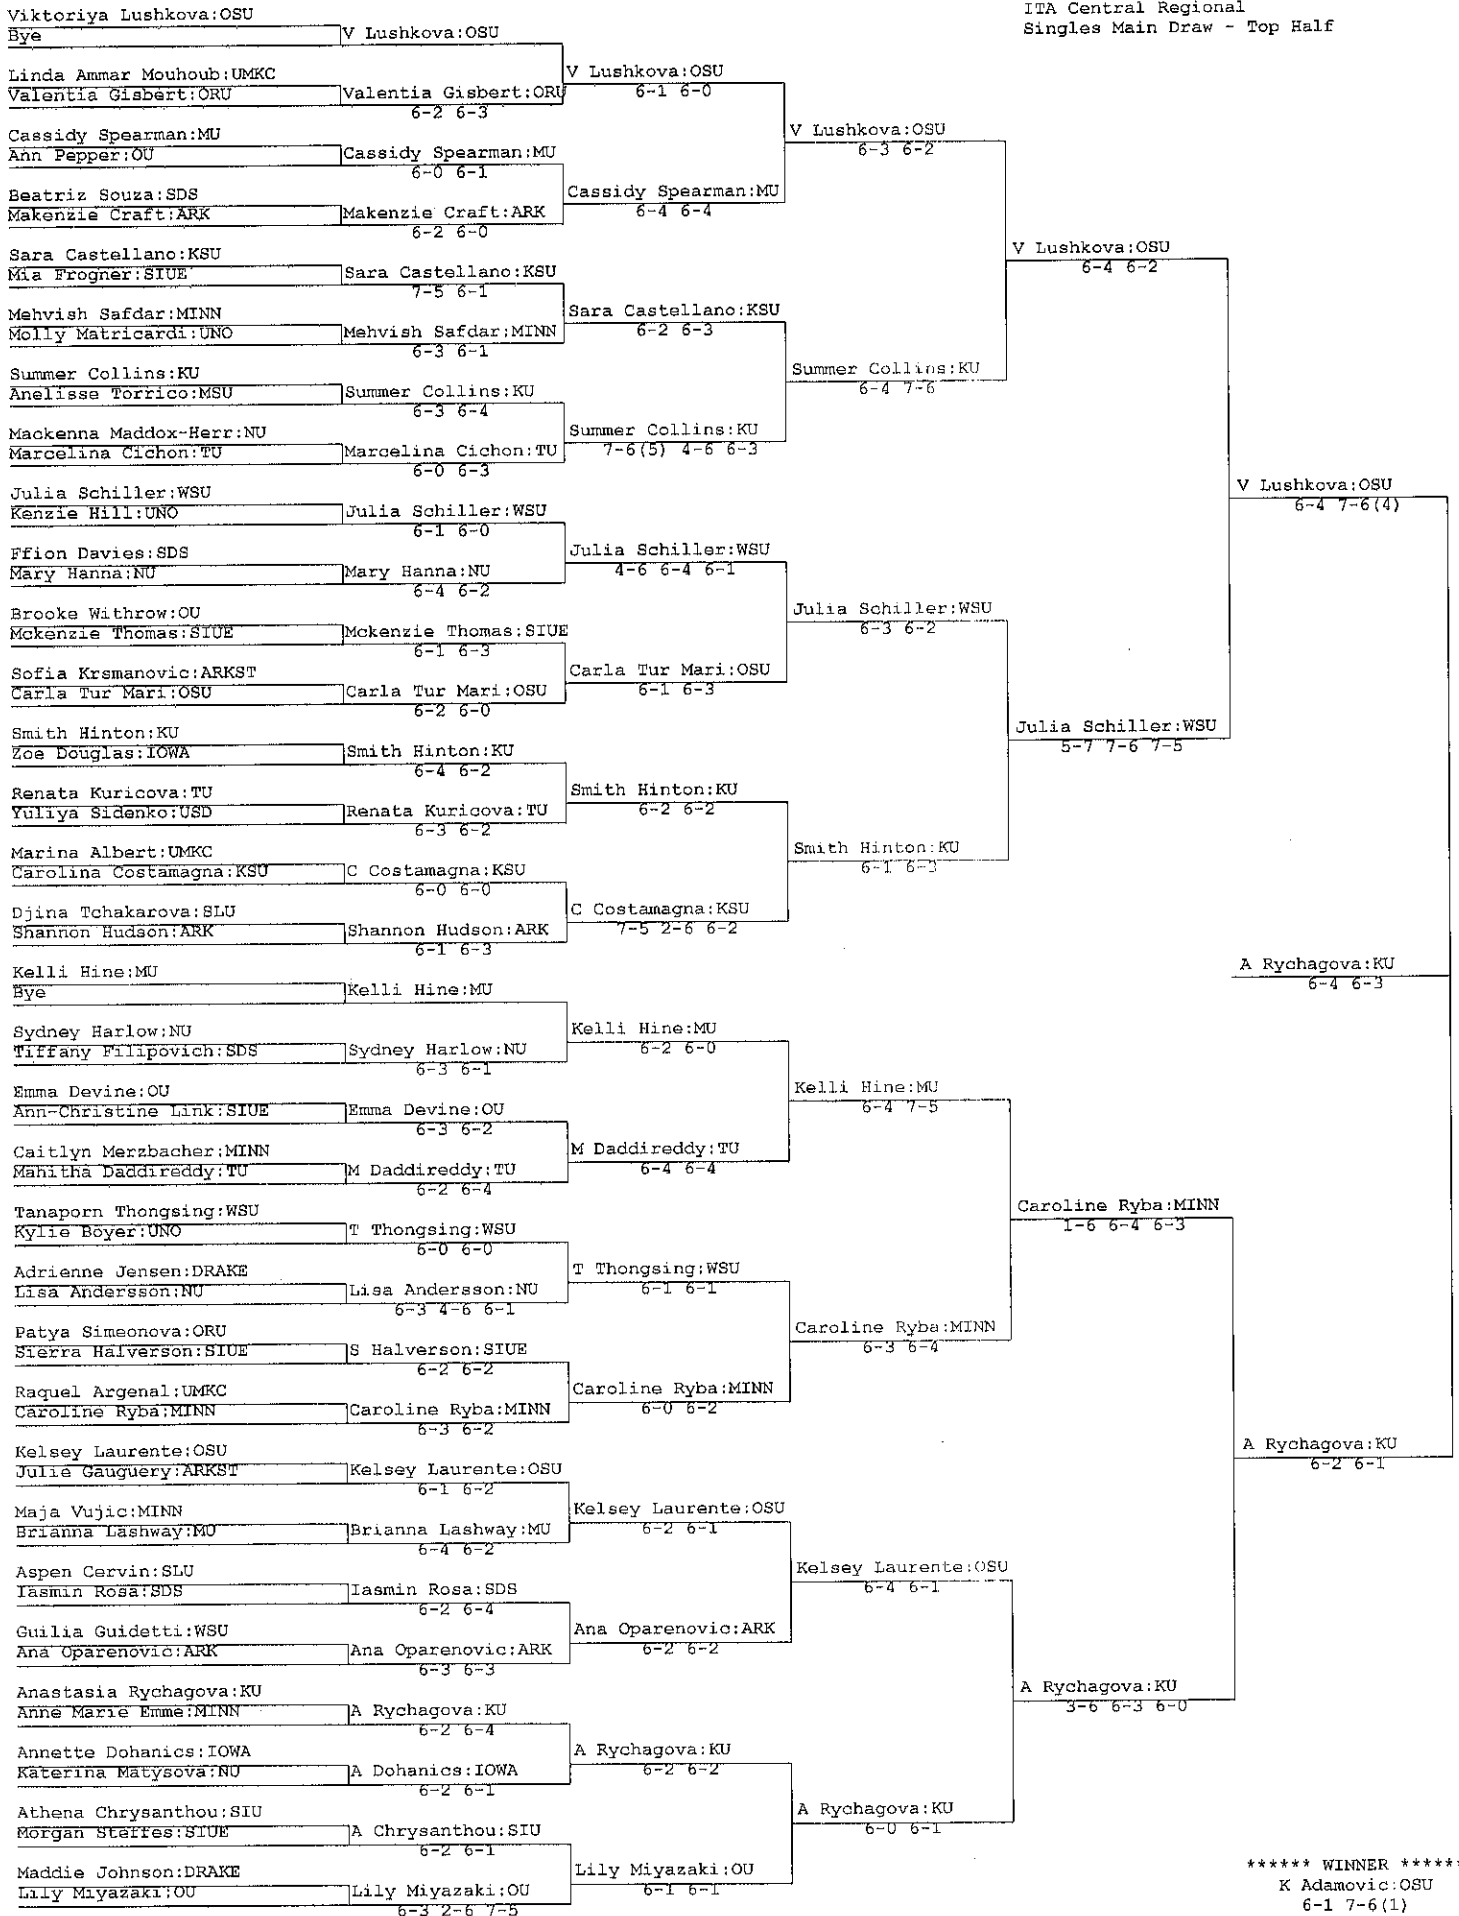 ITA Central Regional
Singles Main Draw - Top Half
Viktoriya Lushkova:OSU
Bye
Linda Ammar Mouhoub:UMKC
Valentia Gisbert:ORU
Cassidy Spearman:MU
Ann Pepper:OU
Beatriz Souza:SDS
Makenzie Craft:ARK
Sara Castellano:KSU
Mia Frogner:SIUE
Mehvish Safdar:MINN
Molly Matricardi:UNO
Summer Collins:KU
Anelisse Torrico:MSU
Mackenna Maddox-Herr:NU
Marcelina Cichon:TU
Julia Schiller:WSU
Kenzie Hill:UNO
Ffion Davies:SDS
Mary Hanna:NU
Brooke Withrow:OU
Mckenzie Thomas:SIUE
Sofia Krsmanovic:ARKST
Carla Tur Mari:OSU
Smith Hinton:KU
Zoe Douglas:IOWA
Renata Kuricova:TU
Yuliya Sidenko:USD
Marina Albert:UMKC
Carolina Costamagna:KSU
Djina Tchakarova:SLU
Shannon Hudson:ARK
Kelli Hine:MU
Bye
Sydney Harlow:NU
Tiffany Filipovich:SDS
Emma Devine:OU
Ann-Christine Link:SIUE
Caitlyn Merzbacher:MINN
Mahitha Daddireddy:TU
Tanaporn Thongsing:WSU
Kylie Boyer:UNO
Adrienne Jensen:DRAKE
Lisa Andersson:NU
Patya Simeonova:ORU
Sierra Halverson:SIUE
Raquel Argenal:UMKC
Caroline Ryba:MINN
Kelsey Laurente:OSU
Julie Gauguery:ARKST
Maja Vujic:MINN
Brianna Lashway:MU
Aspen Cervin:SLU
Iasmin Rosa:SDS
Guilia Guidetti:WSU
Ana Oparenovic:ARK
Anastasia Rychagova:KU
Anne Marie Emme:MINN
Annette Dohanics:IOWA
Katerina Matysova:NU
Athena Chrysanthou:SIU
Morgan Steffes:SIUE
Maddie Johnson:DRAKE
Lily Miyazaki:OU
V Lushkova:OSU
Valentia Gisbert:ORU
6-2 6-3
Cassidy Spearman:MU
6-0 6-1
Makenzie Craft:ARK
6-2 6-0
Sara Castellano:KSU
7-5 6-1
Mehvish Safdar:MINN
6-3 6-1
Summer Collins:KU
6-3 6-4
Marcelina Cichon:TU
6-0 6-3
Julia Schiller:WSU
6-1 6-0
Mary Hanna:NU
6-4 6-2
Mckenzie Thomas:SIUE
6-1 6-3
Carla Tur Mari:OSU
6-2 6-0
Smith Hinton:KU
6-4 6-2
Renata Kuricova:TU
6-3 6-2
C Costamagna:KSU
6-0 6-0
Shannon Hudson:ARK
6-1 6-3
Kelli Hine:MU
Sydney Harlow:NU
6-3 6-1
Emma Devine:OU
6-3 6-2
M Daddireddy:TU
6-2 6-4
T Thongsing:WSU
6-0 6-0
Lisa Andersson:NU
6-3 4-6 6-1
S Halverson:SIUE
6-2 6-2
Caroline Ryba:MINN
6-3 6-2
Kelsey Laurente:OSU
6-1 6-2
Brianna Lashway:MU
6-4 6-2
Iasmin Rosa:SDS
6-2 6-4
Ana Oparenovic:ARK
6-3 6-3
A Rychagova:KU
6-2 6-4
A Dohanics:IOWA
6-2 6-1
A Chrysanthou:SIU
6-2 6-1
Lily Miyazaki:OU
6-3 2-6 7-5
V Lushkova:OSU
6-1 6-0
Cassidy Spearman:MU
6-4 6-4
Sara Castellano:KSU
6-2 6-3
Summer Collins:KU
7-6(5) 4-6 6-3
Julia Schiller:WSU
4-6 6-4 6-1
Carla Tur Mari:OSU
6-1 6-3
Smith Hinton:KU
6-2 6-2
C Costamagna:KSU
7-5 2-6 6-2
Kelli Hine:MU
6-2 6-0
M Daddireddy:TU
6-4 6-4
T Thongsing:WSU
6-1 6-1
Caroline Ryba:MINN
6-0 6-2
Kelsey Laurente:OSU
6-2 6-1
Ana Oparenovic:ARK
6-2 6-2
A Rychagova:KU
6-2 6-2
Lily Miyazaki:OU
6-1 6-1
V Lushkova:OSU
6-3 6-2
Summer Collins:KU
6-4 7-6
Julia Schiller:WSU
6-3 6-2
Smith Hinton:KU
6-1 6-3
Kelli Hine:MU
6-4 7-5
Caroline Ryba:MINN
6-3 6-4
Kelsey Laurente:OSU
6-4 6-1
A Rychagova:KU
6-0 6-1
V Lushkova:OSU
6-4 6-2
Julia Schiller:WSU
5-7 7-6 7-5
Caroline Ryba:MINN
1-6 6-4 6-3
A Rychagova:KU
3-6 6-3 6-0
V Lushkova:OSU
6-4 7-6(4)
A Rychagova:KU
6-2 6-1
A Rychagova:KU
6-4 6-3
****** WINNER ******
K Adamovic:OSU
6-1 7-6(1)